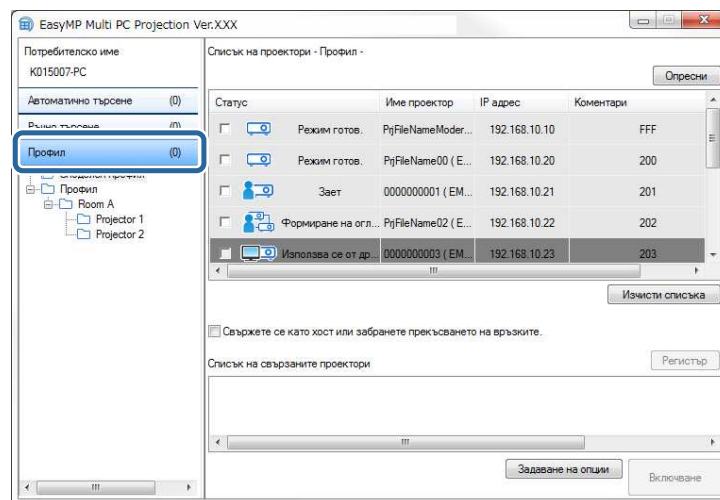 EasyMP Multi PC Projection Ver.XXX
Потребителско име
K015007-PC
Автоматично търсене (0)
Ръчно търсене (0)
Профил (0)
Споделен профил
Профил
Room A
Projector 1
Projector 2
Списък на проектори - Профил -
Опресни
Статус Име проектор IP адрес Коментари
Режим готов. PrjFileNameModer... 192.168.10.10 FFF
Режим готов. PrjFileName00 ( E... 192.168.10.20 200
Зает 0000000001 ( EM... 192.168.10.21 201
Формиране на огл... PrjFileName02 ( E... 192.168.10.22 202
Използва се от др... 0000000003 ( EM... 192.168.10.23 203
Изчисти списъка
Свържете се като хост или забранете прекъсването на връзките.
Списък на свързаните проектори
Регистър
Задаване на опции
Включване